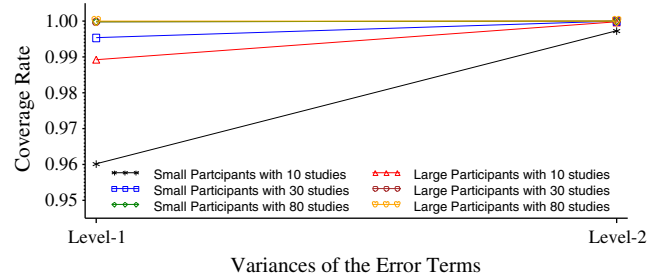 1.00
0.99
0.98
0.97
0.96
0.95
Coverage Rate
Small Partcipants with 10 studies
Small Participants with 30 studies
Small Participants with 80 studies
Large Participants with 10 studies
Large Participants with 30 studies
Large Participants with 80 studies
Level-1
Level-2
Variances of the Error Terms